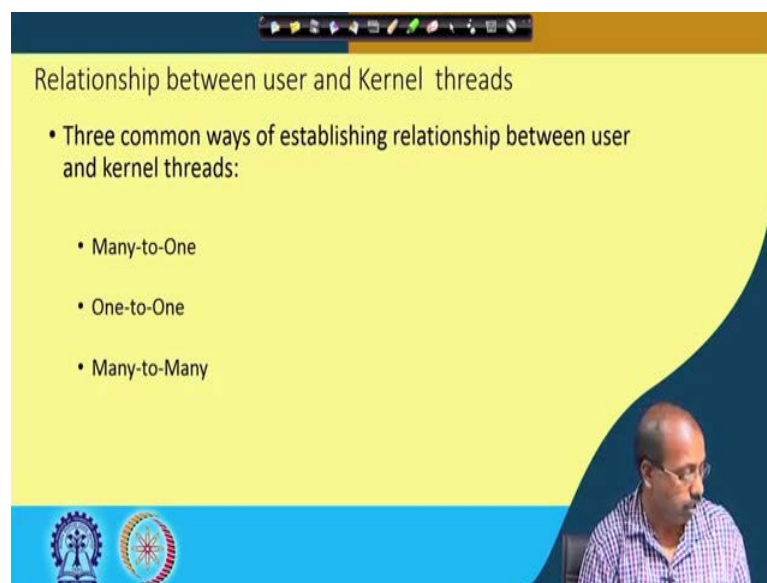 Relationship between user and Kernel threads
• Three common ways of establishing relationship between user
and kernel threads:
• Many-to-One
• One-to-One
• Many-to-Many